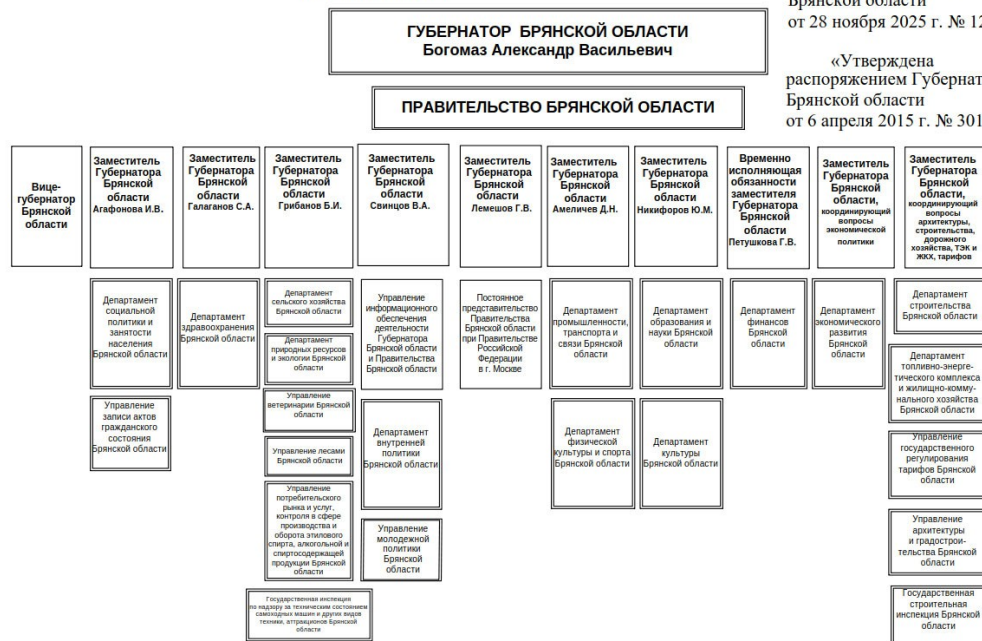 Брянской области
от 28 ноября 2025 г. № 12
«Утверждена
распоряжением Губернат
Брянской области
от 6 апреля 2015 г. № 301
ГУБЕРНАТОР БРЯНСКОЙ ОБЛАСТИ
Богомаз Александр Васильевич
ПРАВИТЕЛЬСТВО БРЯНСКОЙ ОБЛАСТИ
Вице-
губернатор
Брянской
области
Заместитель
Губернатора
Брянской
области
Агафонова И.В.
Заместитель
Губернатора
Брянской
области
Галаганов С.А.
Заместитель
Губернатора
Брянской
области
Грибанов Б.И.
Заместитель
Губернатора
Брянской
области
Свинцов В.А.
Заместитель
Губернатора
Брянской
области
Лемешов Г.В.
Заместитель
Губернатора
Брянской
области
Амеличев Д.Н.
Заместитель
Губернатора
Брянской
области
Никифоров Ю.М.
Временно
исполняющая
обязанности
заместителя
Губернатора
Брянской
области
Петушкова Г.В.
Заместитель
Губернатора
Брянской
области,
координирующий
вопросы
экономической
политики
Заместитель
Губернатора
Брянской
области,
координирующий
вопросы
архитектуры,
строительства,
дорожного
хозяйства, ТЭК и
ЖКХ, тарифов
Департамент
социальной
политики и
занятости
населения
Брянской области
Управление
записи актов
гражданского
состояния
Брянской области
Департамент
здравоохранения
Брянской области
Департамент
сельского хозяйства
Брянской области
Департамент
природных ресурсов
и экологии Брянской
области
Управление
ветеринарии Брянской
области
Управление лесами
Брянской области
Управление
потребительского
рынка и услуг,
контроля в сфере
производства и
оборота этилового
спирта, алкогольной и
спиртосодержащей
продукции Брянской
области
Государственная инспекция
по надзору за техническим состоянием
самоходных машин и других видов
техники, аттракционов Брянской
области
Управление
информационного
обеспечения
деятельности
Губернатора
Брянской области
и Правительства
Брянской области
Департамент
внутренней
политики
Брянской области
Управление
молодежной
политики
Брянской
области
Постоянное
представительство
Правительства
Брянской области
при Правительстве
Российской
Федерации
в г. Москве
Департамент
промышленности,
транспорта и
связи Брянской
области
Департамент
физической
культуры и спорта
Брянской области
Департамент
образования и
науки Брянской
области
Департамент
культуры
Брянской области
Департамент
финансов
Брянской области
Департамент
экономического
развития
Брянской области
Департамент
строительства
Брянской области
Департамент
топливно-энерге-
тического комплекса
и жилищно-комму-
нального хозяйства
Брянской области
Управление
государственного
регулирования
тарифов Брянской
области
Управление
архитектуры
и градострои-
тельства Брянской
области
Государственная
строительная
инспекция Брянской
области